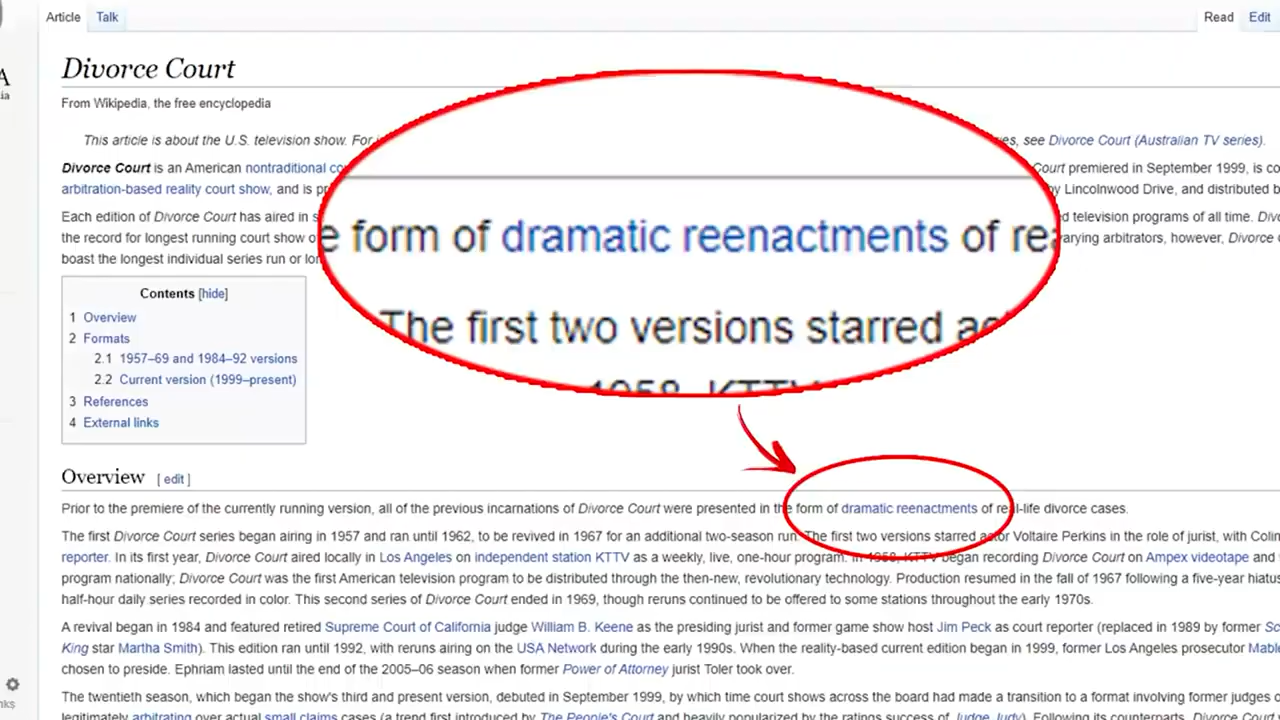 Article Talk Read Edit
A
ia
Divorce Court
From Wikipedia, the free encyclopedia
This article is about the U.S. television show. For see Divorce Court (Australian TV series).
Divorce Court is an American nontraditional Court premiered in September 1999, is
arbitration-based reality court show, and is by Lincolnwood Drive, and distributed
Each edition of Divorce Court has aired in television programs of all time.
the record for longest running court show varying arbitrators, however, Divorce
boast the longest individual series run or
e form of dramatic reenactments of
The first two versions starred
1958, KTTV
Contents [hide]
1 Overview
2 Formats
2.1 1957–69 and 1984–92 versions
2.2 Current version (1999–present)
3 References
4 External links
Overview [ edit ]
Prior to the premiere of the currently running version, all of the previous incarnations of Divorce Court were presented in the form of dramatic reenactments of real-life divorce cases.
The first Divorce Court series began airing in 1957 and ran until 1962, to be revived in 1967 for an additional two-season run. The first two versions starred actor Voltaire Perkins in the role of jurist, with
reporter. In its first year, Divorce Court aired locally in Los Angeles on independent station KTTV as a weekly, live, one-hour program. In 1958, KTTV began recording Divorce Court on Ampex videotape and
program nationally; Divorce Court was the first American television program to be distributed through the then-new, revolutionary technology. Production resumed in the fall of 1967 following a five-year hiatus
half-hour daily series recorded in color. This second series of Divorce Court ended in 1969, though reruns continued to be offered to some stations throughout the early 1970s.
A revival began in 1984 and featured retired Supreme Court of California judge William B. Keene as the presiding jurist and former game show host Jim Peck as court reporter (replaced in 1989 by former
King star Martha Smith). This edition ran until 1992, with reruns airing on the USA Network during the early 1990s. When the reality-based current edition began in 1999, former Los Angeles prosecutor
chosen to preside. Ephriam lasted until the end of the 2005–06 season when former Power of Attorney jurist Toler took over.
The twentieth season, which began the show's third and present version, debuted in September 1999, by which time court shows across the board had made a transition to a format involving former judges
legitimately arbitrating over actual small claims cases (a trend first introduced by The People's Court and heavily popularized by the ratings success of Judge Judy). Following its counterparts,